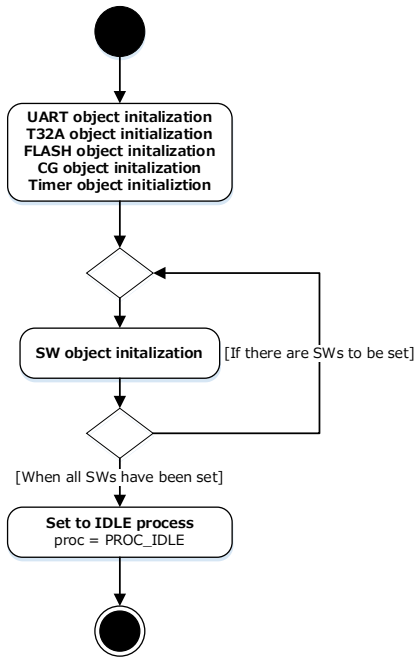 UART object initalization
T32A object initialization
FLASH object initalization
CG object initalization
Timer object initializtion
SW object initalization
[If there are SWs to be set]
[When all SWs have been set]
Set to IDLE process
proc = PROC_IDLE